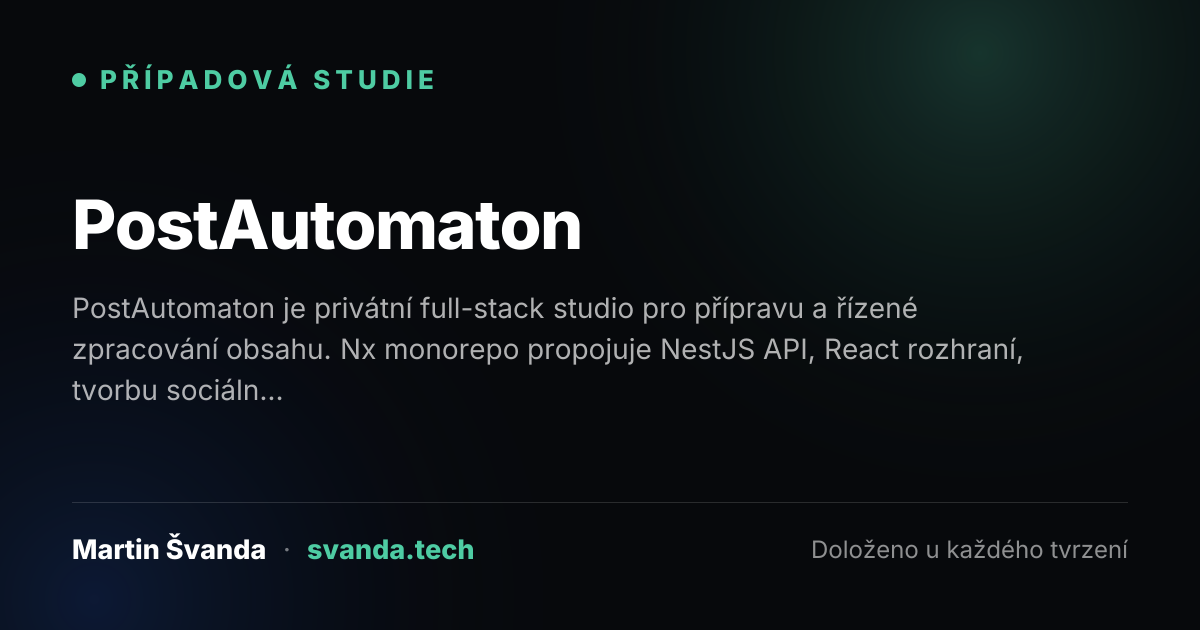 PŘÍPADOVÁ STUDIE
PostAutomaton
PostAutomaton je privátní full-stack studio pro přípravu a řízené
zpracování obsahu. Nx monorepo propojuje NestJS API, React rozhraní,
tvorbu sociáln…
Martin Švanda · svanda.tech
Doloženo u každého tvrzení